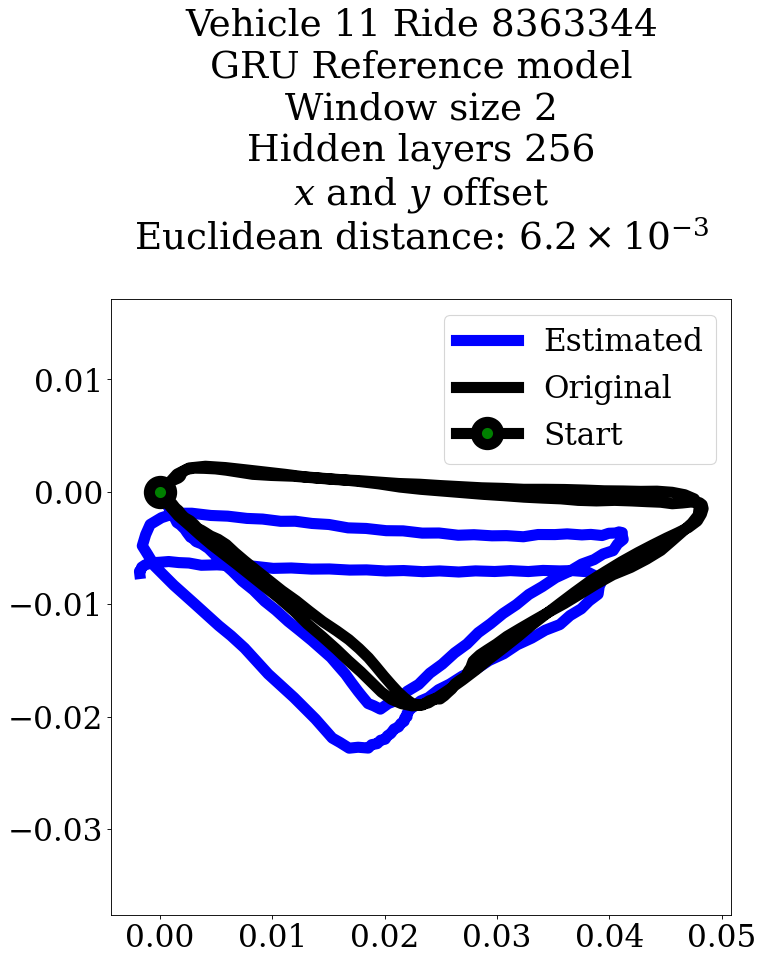 Vehicle 11 Ride 8363344
GRU Reference model
Window size 2
Hidden layers 256
x and y offset
Euclidean distance: 6.2 × 10⁻³
Estimated
Original
Start
0.01
0.00
−0.01
−0.02
−0.03
0.00 0.01 0.02 0.03 0.04 0.05